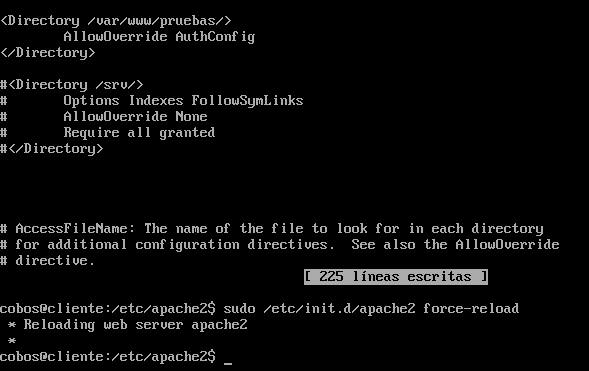 <Directory /var/www/pruebas/>
        AllowOverride AuthConfig
</Directory>
#<Directory /srv/>
#       Options Indexes FollowSymLinks
#       AllowOverride None
#       Require all granted
#</Directory>
# AccessFileName: The name of the file to look for in each directory
# for additional configuration directives.  See also the AllowOverride
# directive.
[ 225 líneas escritas ]
cobos@cliente:/etc/apache2$ sudo /etc/init.d/apache2 force-reload
 * Reloading web server apache2
 *
cobos@cliente:/etc/apache2$ _